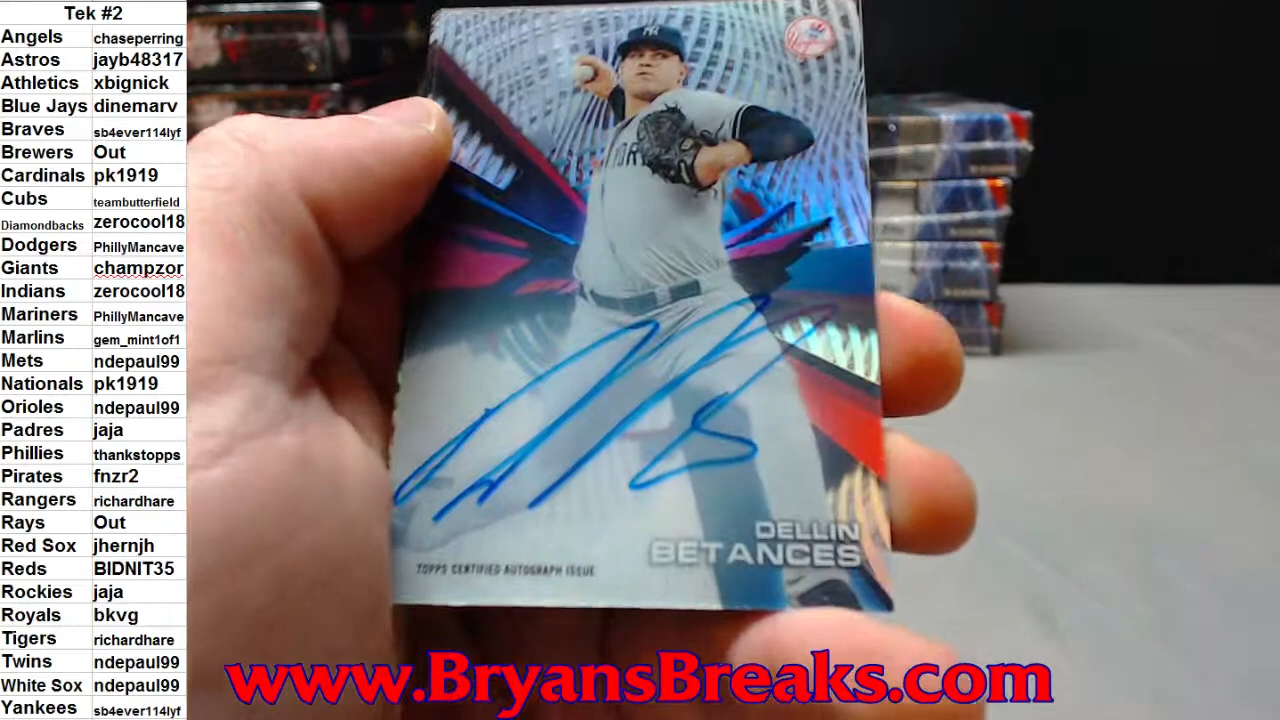 Tek #2
Angels chaseperring
Astros jayb48317
Athletics xbignick
Blue Jays dinemarv
Braves sb4ever114lyf
Brewers Out
Cardinals pk1919
Cubs teambutterfield
Diamondbacks zerocool18
Dodgers PhillyMancave
Giants champzor
Indians zerocool18
Mariners PhillyMancave
Marlins gem_mint1of1
Mets ndepaul99
Nationals pk1919
Orioles ndepaul99
Padres jaja
Phillies thankstopps
Pirates fnzr2
Rangers richardhare
Rays Out
Red Sox jhernjh
Reds BIDNIT35
Rockies jaja
Royals bkvg
Tigers richardhare
Twins ndepaul99
White Sox ndepaul99
Yankees sb4ever114lyf
NY
DELLIN
BETANCES
TOPPS CERTIFIED AUTOGRAPH ISSUE
www.BryansBreaks.com